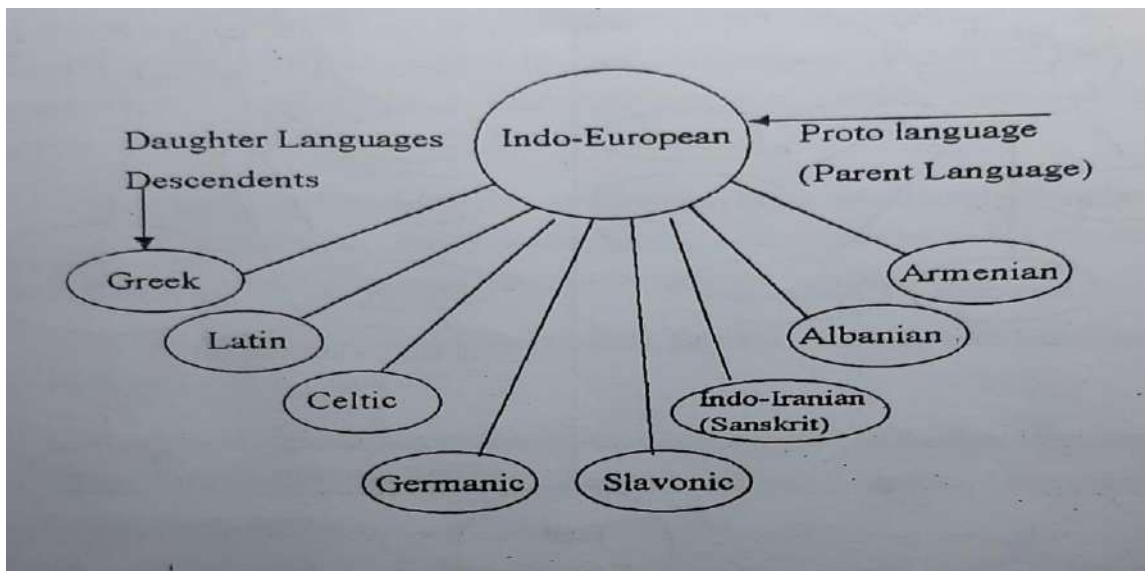 Indo-European
Daughter Languages
Descendents
Proto language
(Parent Language)
Greek
Latin
Celtic
Germanic
Slavonic
Indo-Iranian
(Sanskrit)
Albanian
Armenian